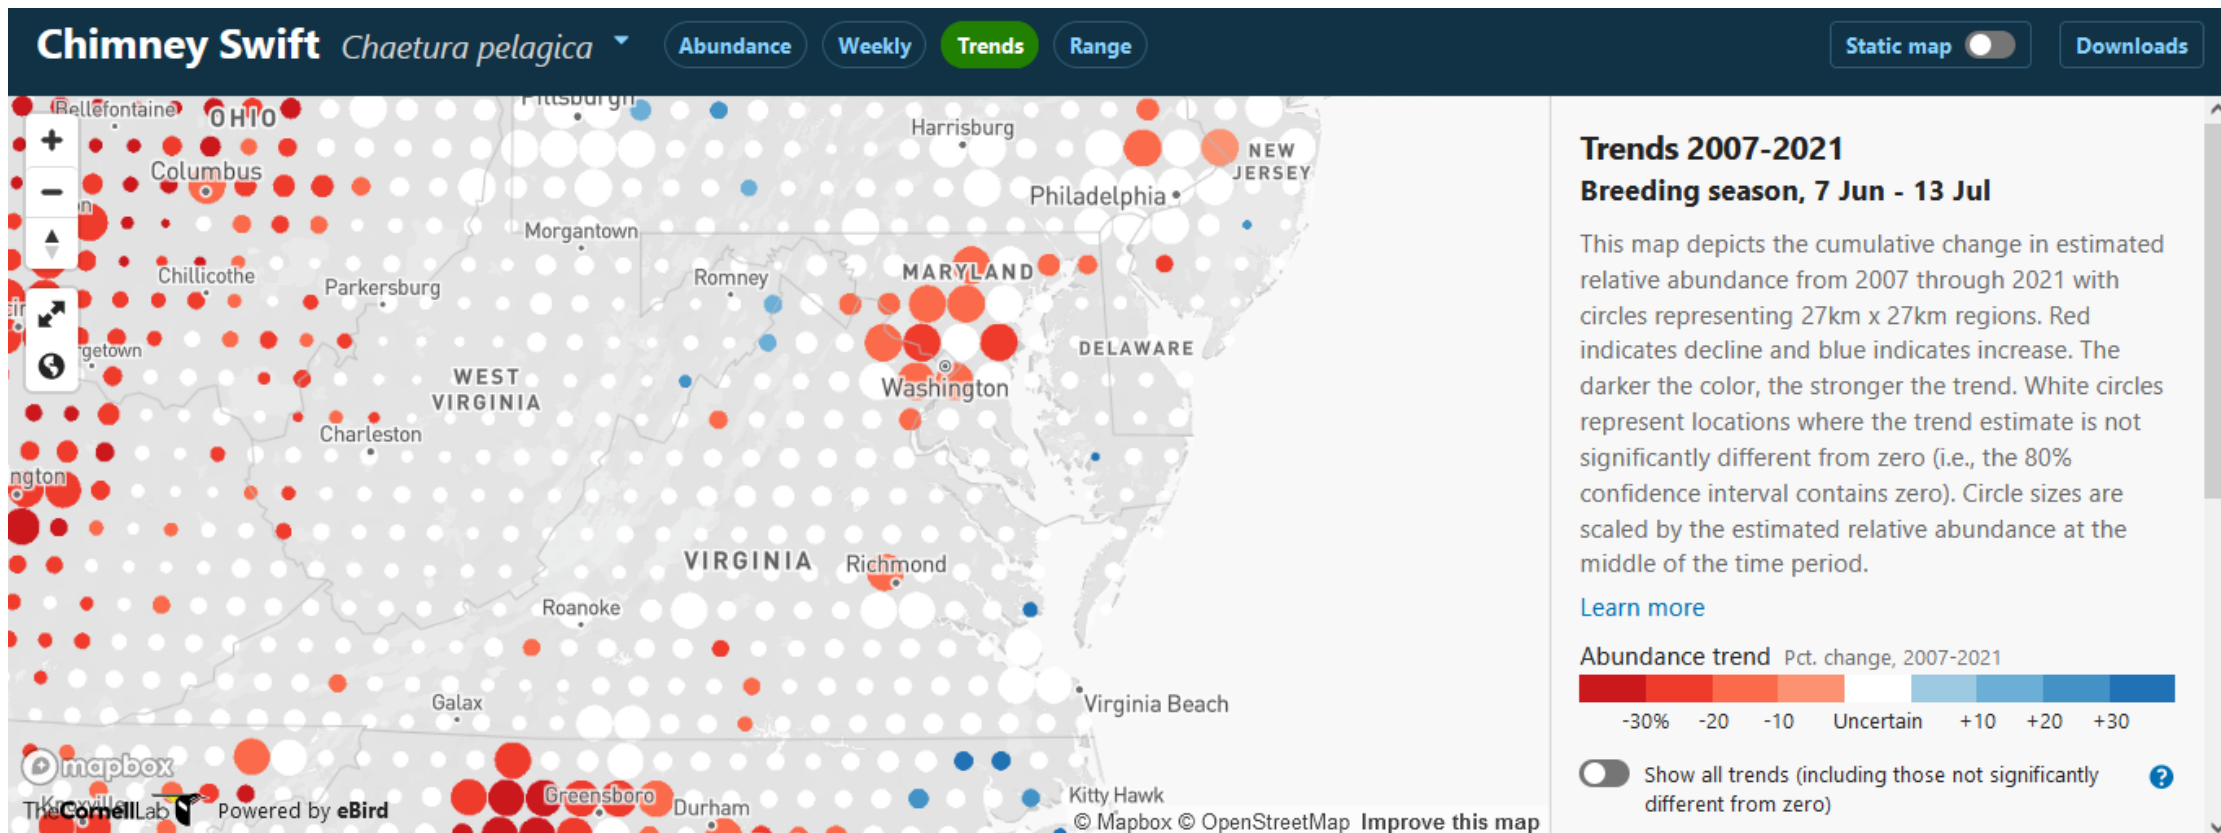 Chimney Swift Chaetura pelagica
Abundance
Weekly
Trends
Range
Static map
Downloads
Pittsburgh
Bellefontaine
OHIO
Harrisburg
NEW
JERSEY
Columbus
Philadelphia
Morgantown
Chillicothe
Parkersburg
Romney
MARYLAND
DELAWARE
WEST
VIRGINIA
Washington
Charleston
VIRGINIA
Richmond
Roanoke
Galax
Virginia Beach
mapbox
Greensboro
Durham
Kitty Hawk
Knoxville
TheCornellLab
Powered by eBird
© Mapbox © OpenStreetMap Improve this map
Trends 2007-2021
Breeding season, 7 Jun - 13 Jul
This map depicts the cumulative change in estimated
relative abundance from 2007 through 2021 with
circles representing 27km x 27km regions. Red
indicates decline and blue indicates increase. The
darker the color, the stronger the trend. White circles
represent locations where the trend estimate is not
significantly different from zero (i.e., the 80%
confidence interval contains zero). Circle sizes are
scaled by the estimated relative abundance at the
middle of the time period.
Learn more
Abundance trend Pct. change, 2007-2021
-30% -20 -10 Uncertain +10 +20 +30
Show all trends (including those not significantly
different from zero)
?